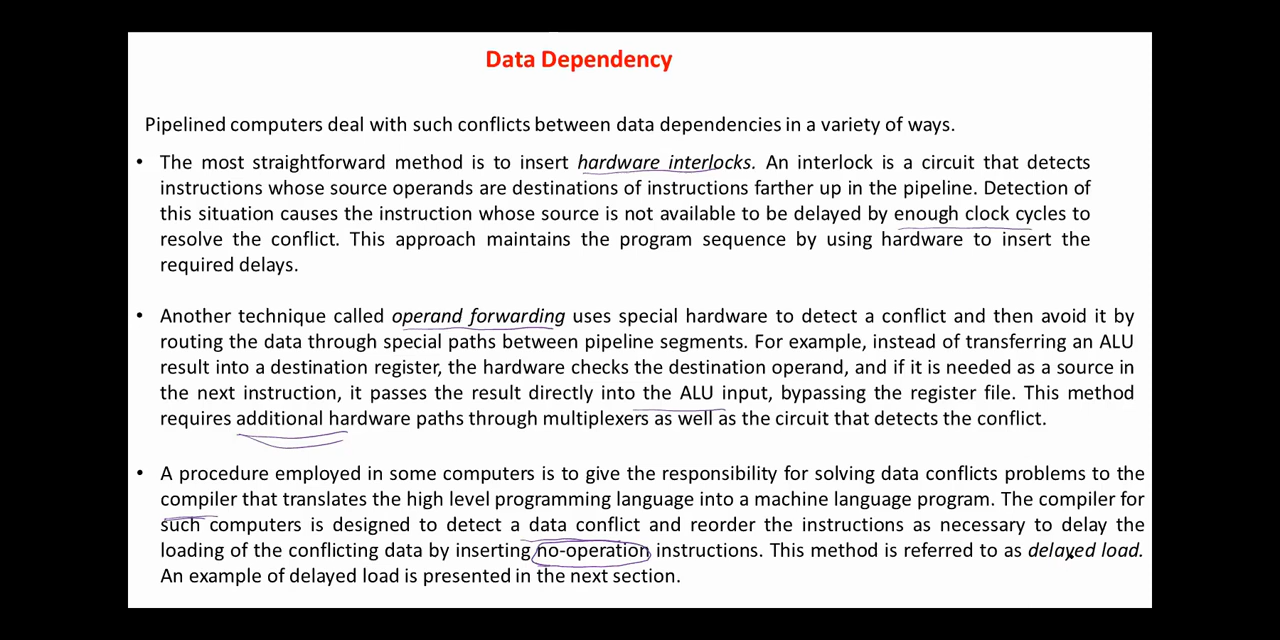 Data Dependency
Pipelined computers deal with such conflicts between data dependencies in a variety of ways.
• The most straightforward method is to insert hardware interlocks. An interlock is a circuit that detects
instructions whose source operands are destinations of instructions farther up in the pipeline. Detection of
this situation causes the instruction whose source is not available to be delayed by enough clock cycles to
resolve the conflict. This approach maintains the program sequence by using hardware to insert the
required delays.
• Another technique called operand forwarding uses special hardware to detect a conflict and then avoid it by
routing the data through special paths between pipeline segments. For example, instead of transferring an ALU
result into a destination register, the hardware checks the destination operand, and if it is needed as a source in
the next instruction, it passes the result directly into the ALU input, bypassing the register file. This method
requires additional hardware paths through multiplexers as well as the circuit that detects the conflict.
• A procedure employed in some computers is to give the responsibility for solving data conflicts problems to the
compiler that translates the high level programming language into a machine language program. The compiler for
such computers is designed to detect a data conflict and reorder the instructions as necessary to delay the
loading of the conflicting data by inserting no-operation instructions. This method is referred to as delayed load.
An example of delayed load is presented in the next section.